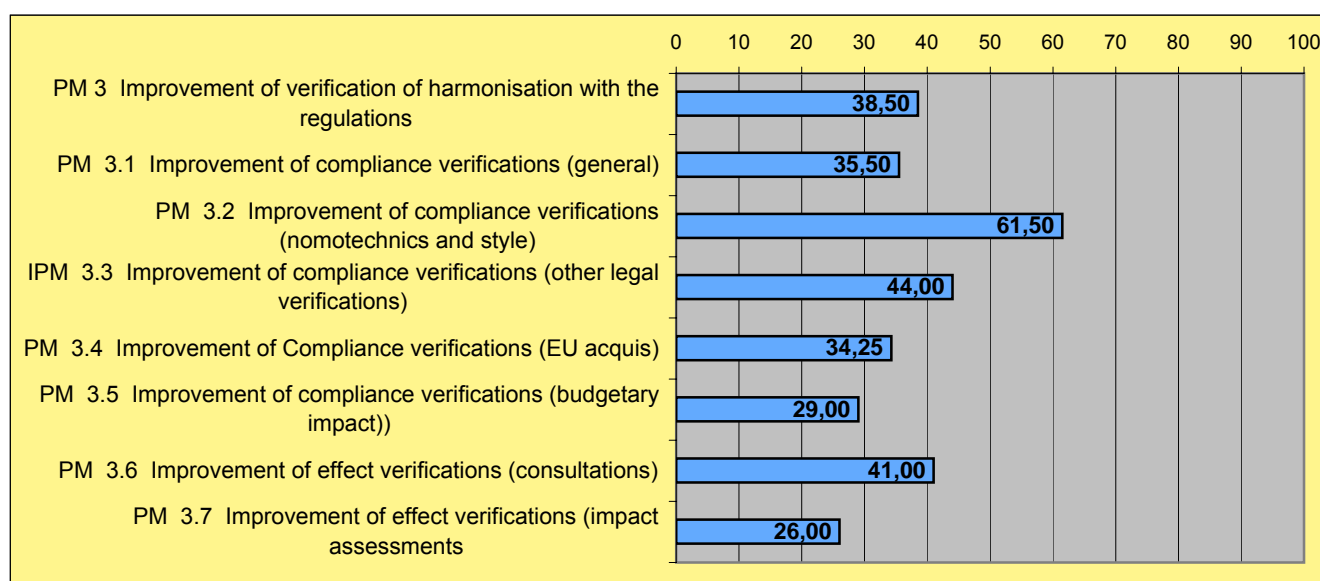 0 10 20 30 40 50 60 70 80 90 100
PM 3 Improvement of verification of harmonisation with the
regulations
38,50
PM 3.1 Improvement of compliance verifications (general)
35,50
PM 3.2 Improvement of compliance verifications
(nomotechnics and style)
61,50
IPM 3.3 Improvement of compliance verifications (other legal
verifications)
44,00
PM 3.4 Improvement of Compliance verifications (EU acquis)
34,25
PM 3.5 Improvement of compliance verifications (budgetary
impact))
29,00
PM 3.6 Improvement of effect verifications (consultations)
41,00
PM 3.7 Improvement of effect verifications (impact
assessments
26,00